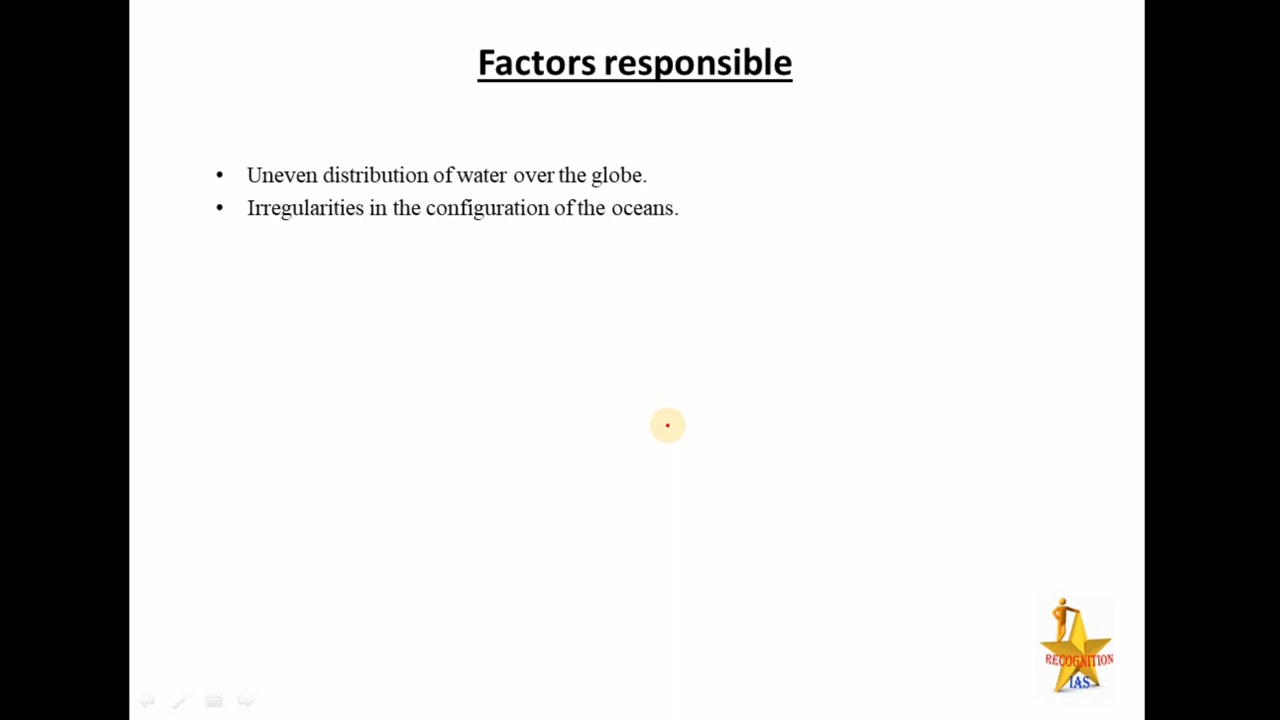 Factors responsible
• Uneven distribution of water over the globe.
• Irregularities in the configuration of the oceans.
RECOGNITION
IAS